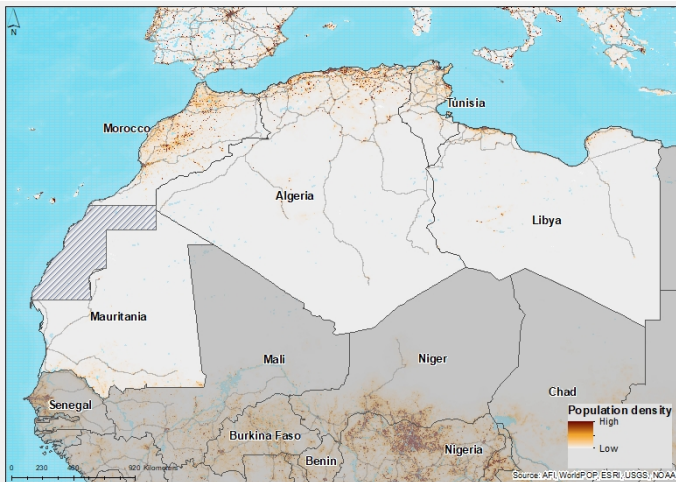 N
Morocco
Tunisia
Algeria
Libya
Mauritania
Mali
Niger
Chad
Senegal
Burkina Faso
Nigeria
Benin
Population density
High
Low
0 230 460 920 Kilometers
Source: AFI, WorldPOP, ESRI, USGS, NOAA